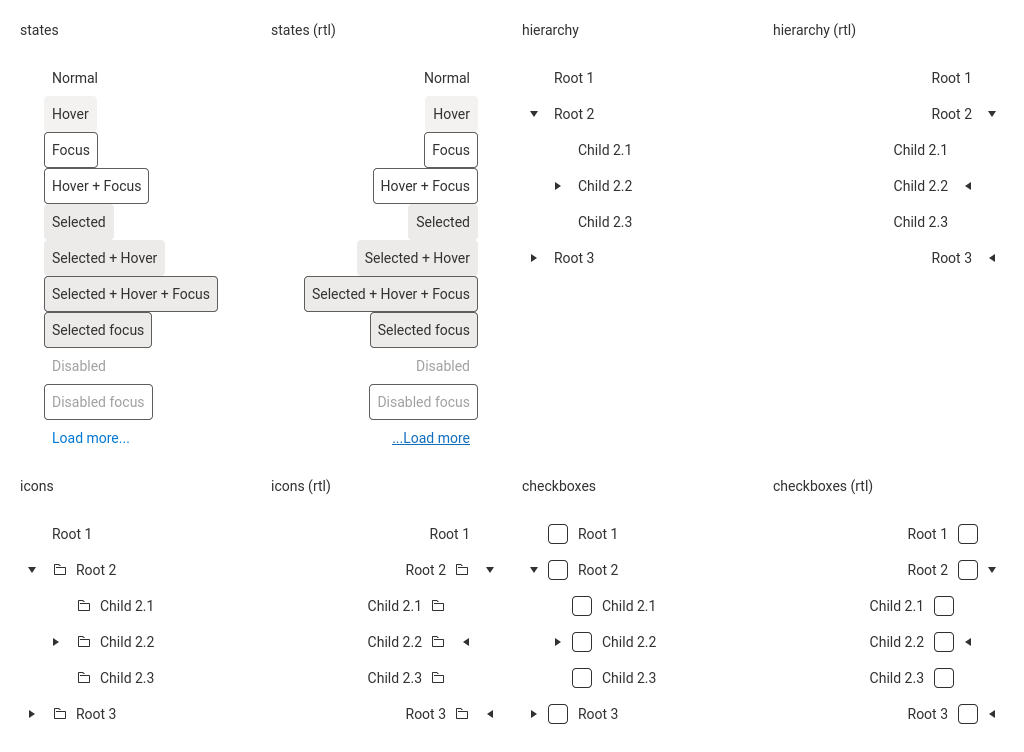 states
Normal
Hover
Focus
Hover + Focus
Selected
Selected + Hover
Selected + Hover + Focus
Selected focus
Disabled
Disabled focus
Load more...
states (rtl)
Normal
Hover
Focus
Hover + Focus
Selected
Selected + Hover
Selected + Hover + Focus
Selected focus
Disabled
Disabled focus
...Load more
hierarchy
Root 1
Root 2
Child 2.1
Child 2.2
Child 2.3
Root 3
hierarchy (rtl)
Root 1
Root 2
Child 2.1
Child 2.2
Child 2.3
Root 3
icons
Root 1
Root 2
Child 2.1
Child 2.2
Child 2.3
Root 3
icons (rtl)
Root 1
Root 2
Child 2.1
Child 2.2
Child 2.3
Root 3
checkboxes
Root 1
Root 2
Child 2.1
Child 2.2
Child 2.3
Root 3
checkboxes (rtl)
Root 1
Root 2
Child 2.1
Child 2.2
Child 2.3
Root 3